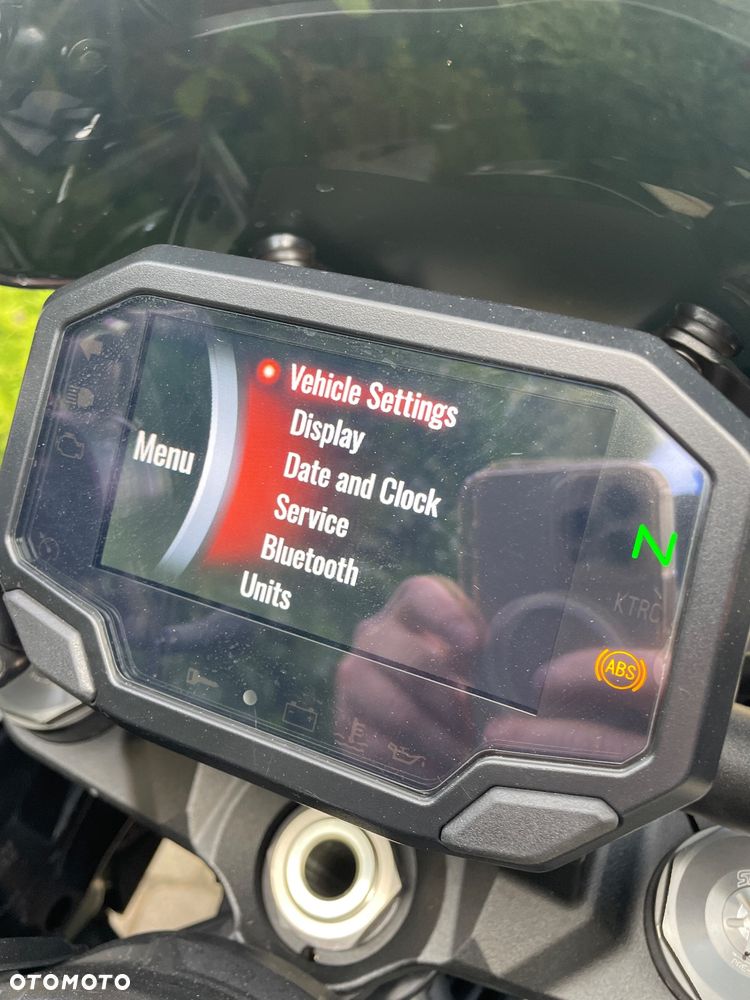 Menu
Vehicle Settings
Display
Date and Clock
Service
Bluetooth
Units
N
KTRC
ABS
OTOMOTO